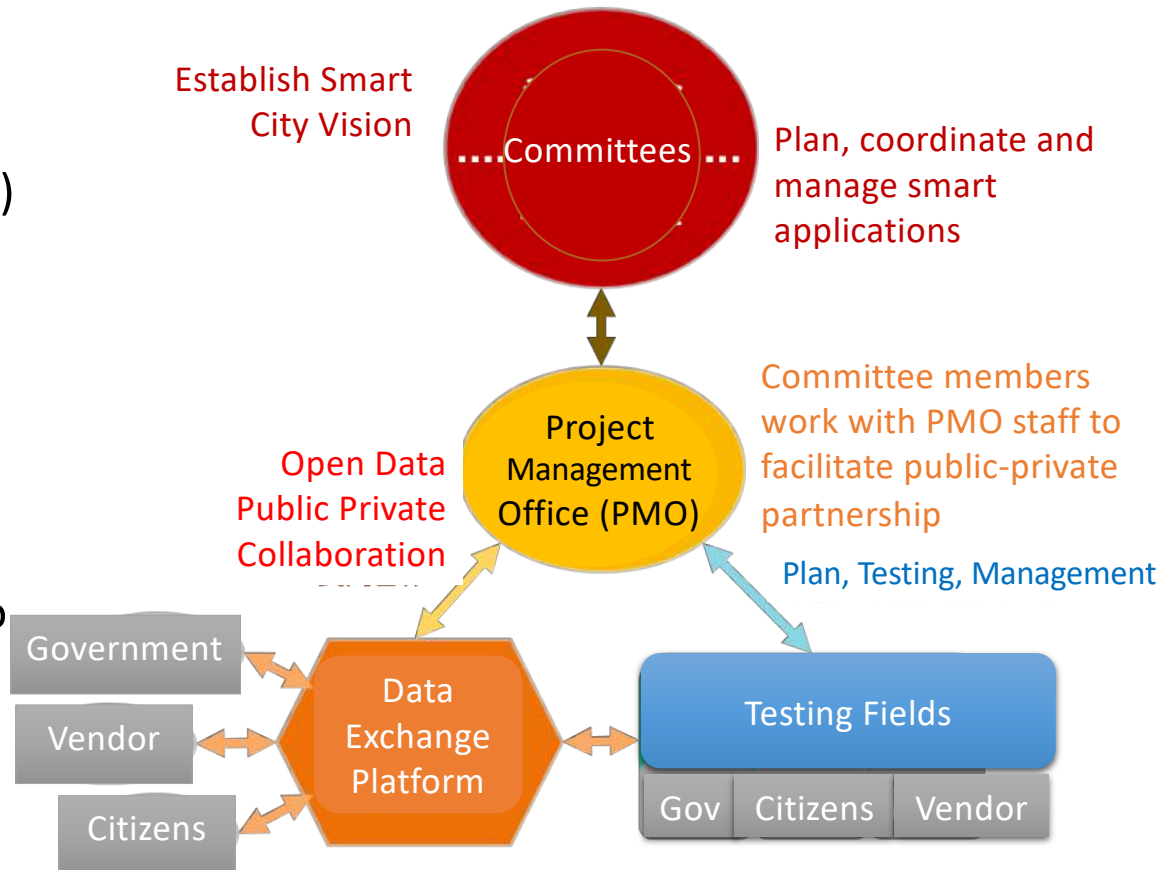 Establish Smart
City Vision
....Committees ...
Plan, coordinate and
manage smart
applications
)
Project
Management
Office (PMO)
Committee members
work with PMO staff to
facilitate public-private
partnership
Open Data
Public Private
Collaboration
Plan, Testing, Management
Government
Vendor
Citizens
Data
Exchange
Platform
Testing Fields
Gov Citizens Vendor